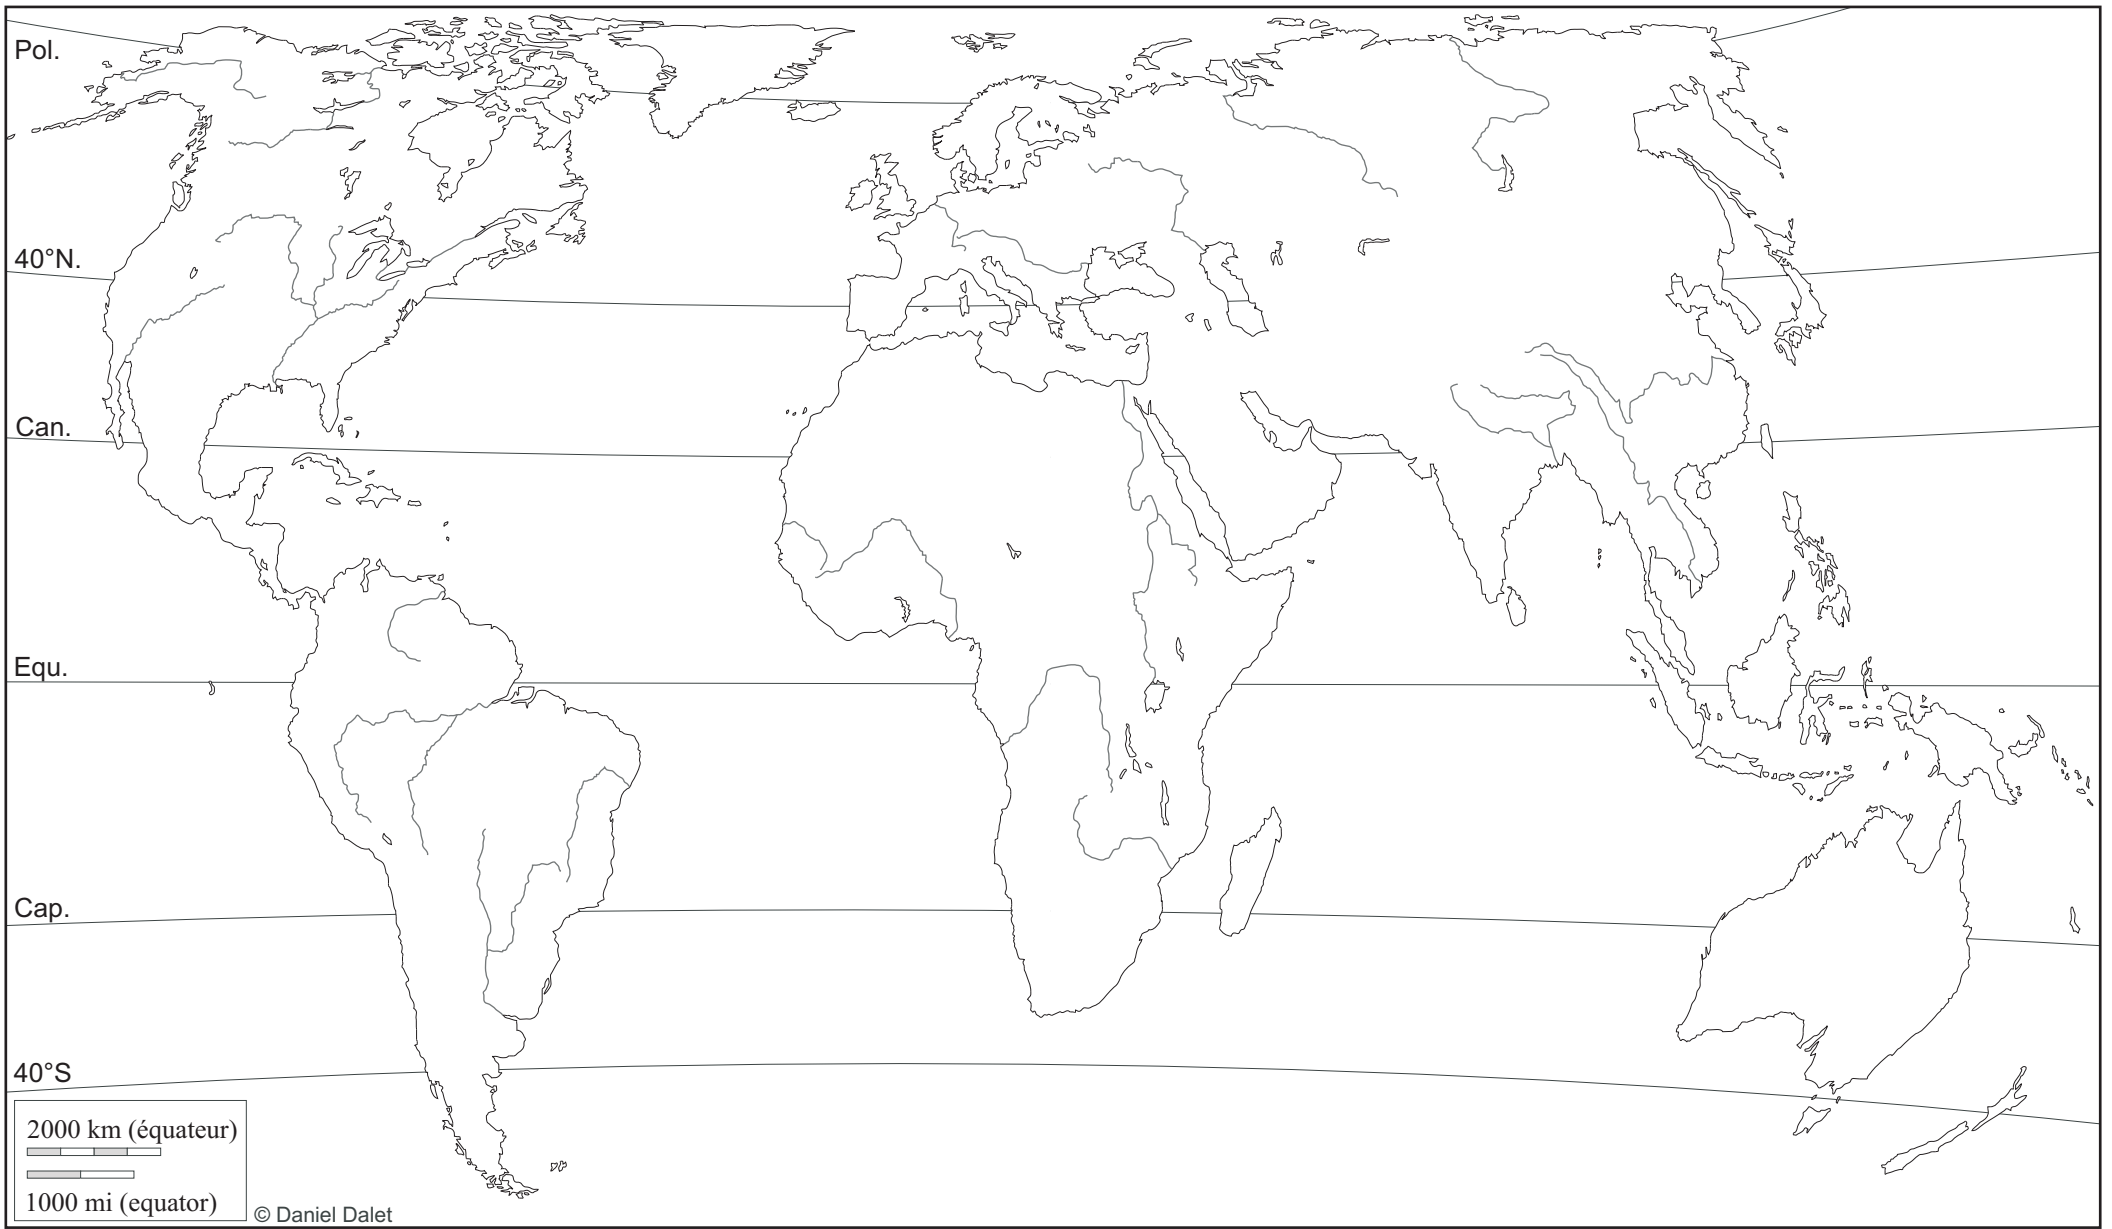 Pol.
40°N.
Can.
Equ.
Cap.
40°S
2000 km (équateur)
1000 mi (equator)
© Daniel Dalet